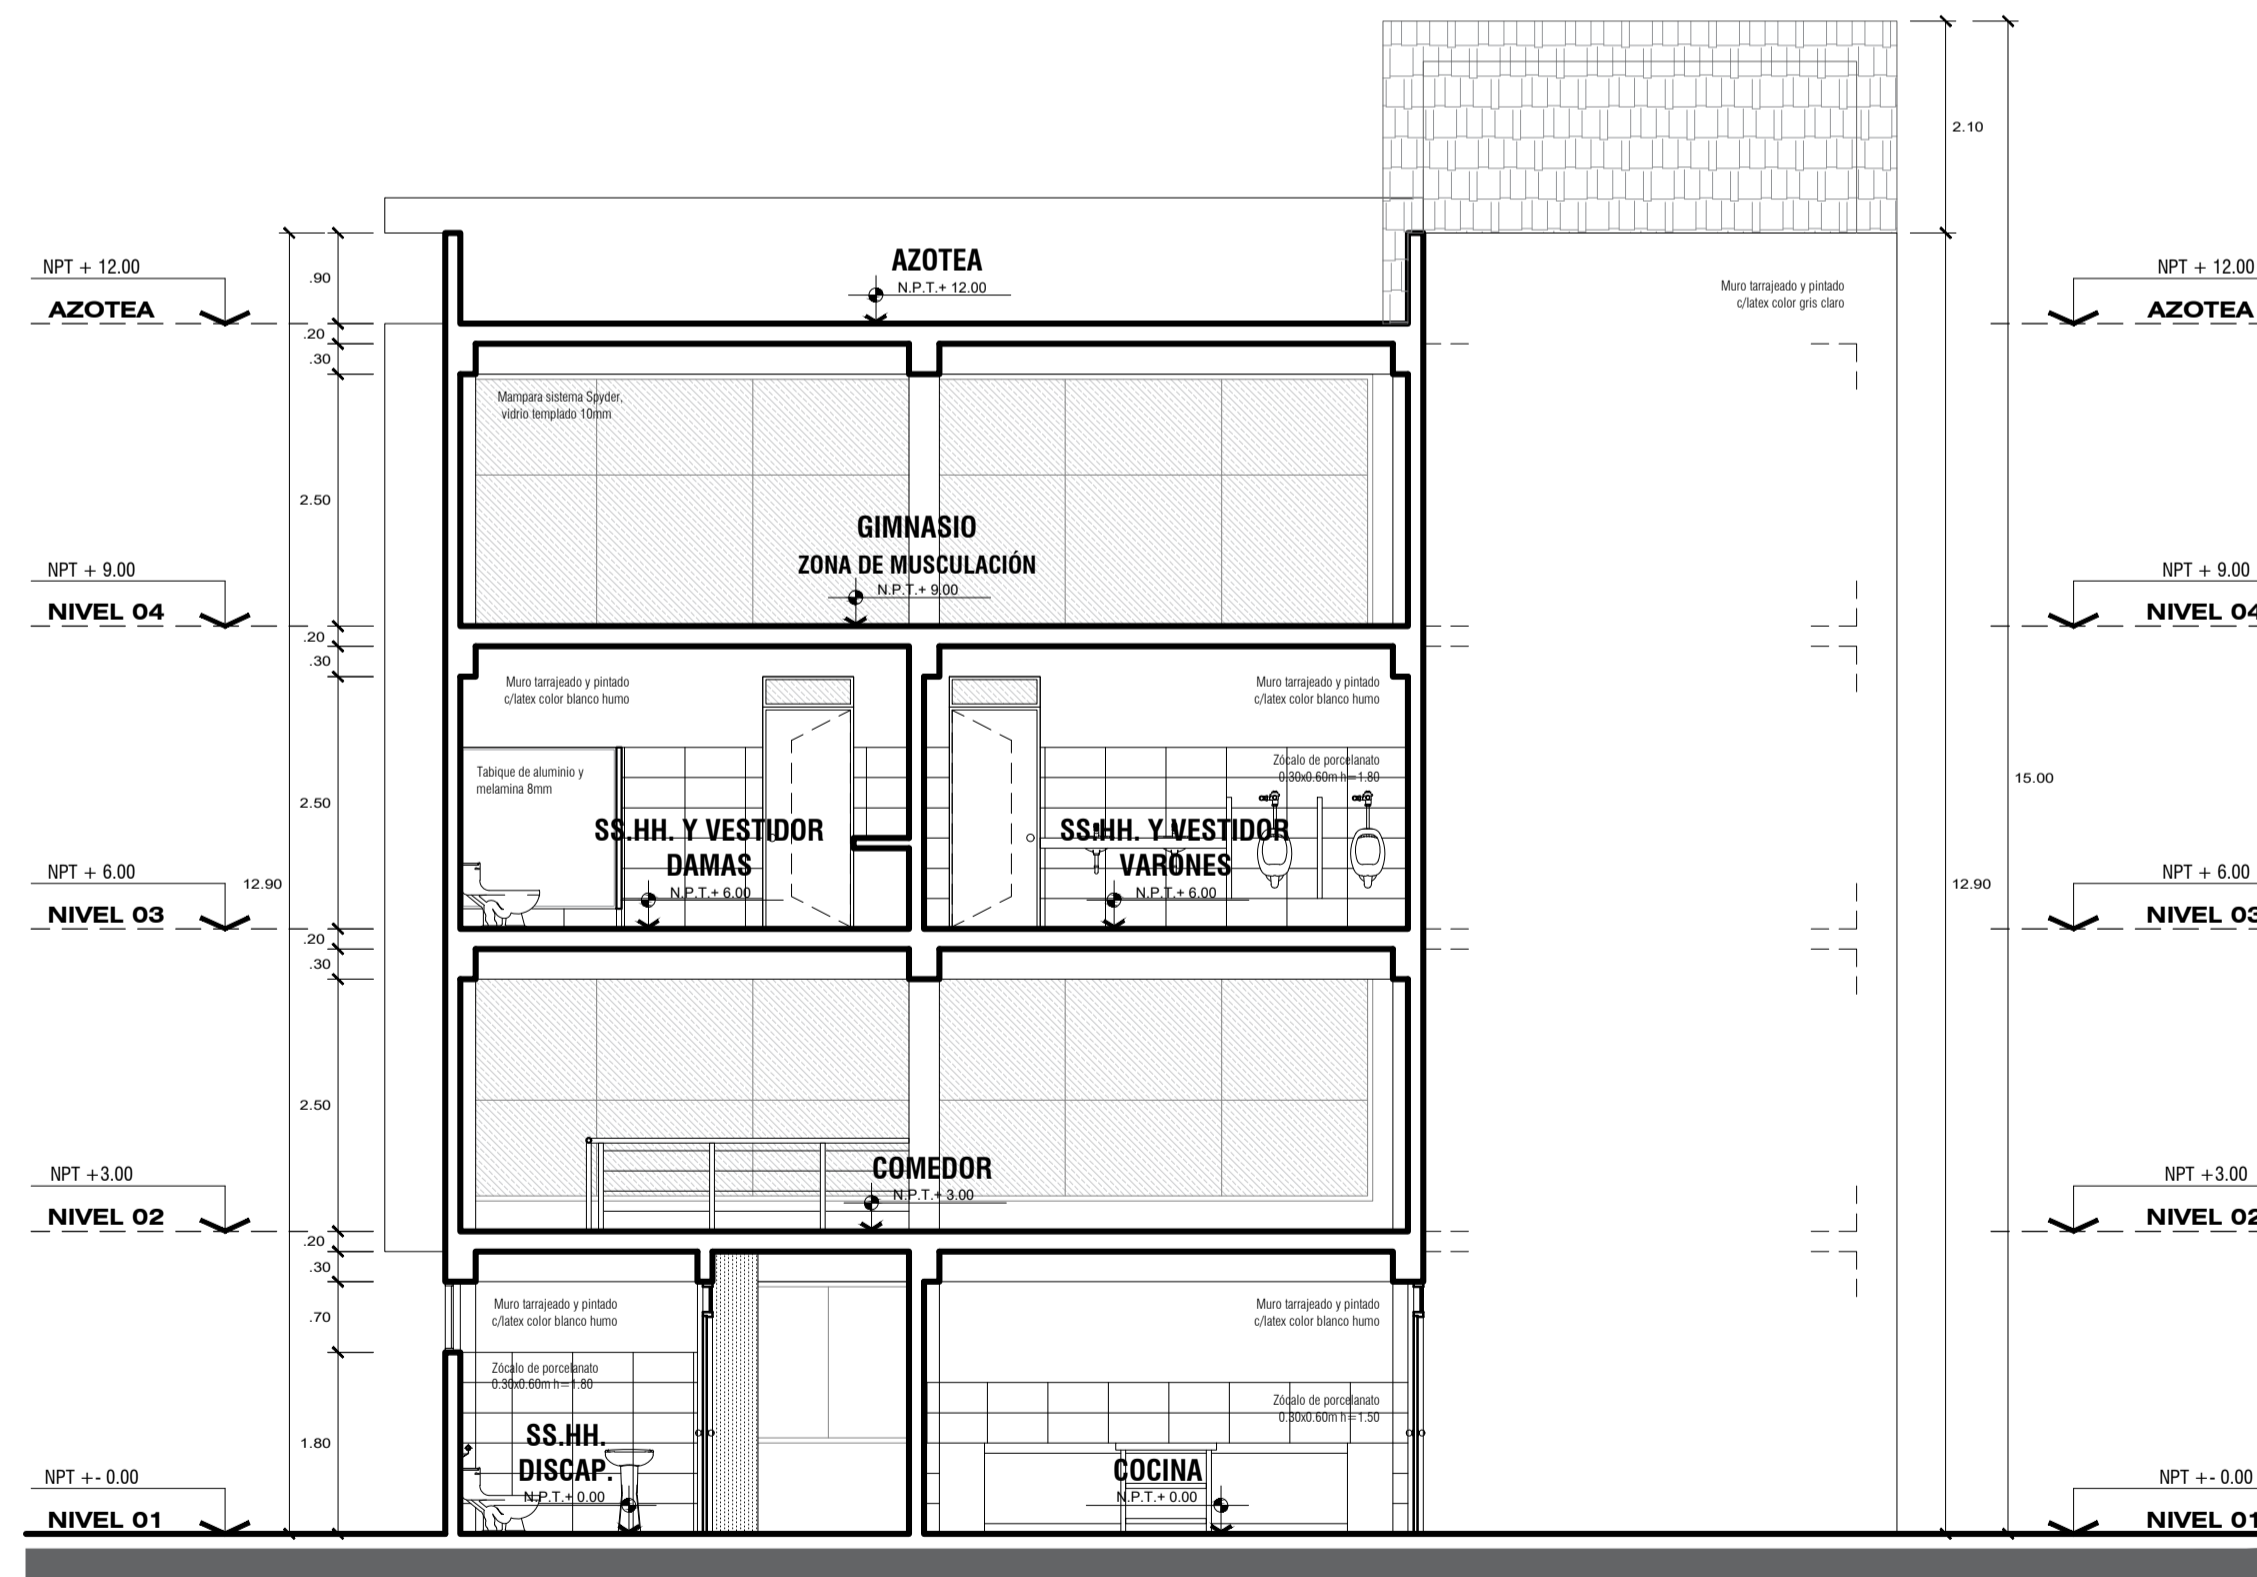 2.10
NPT + 12.00
AZOTEA
.90
AZOTEA
N.P.T.+ 12.00
Muro tarrajeado y pintado
c/latex color gris claro
NPT + 12.00
AZOTEA
.20
.30
Mampara sistema Spyder,
vidrio templado 10mm
2.50
GIMNASIO
ZONA DE MUSCULACIÓN
N.P.T.+ 9.00
NPT + 9.00
NIVEL 04
NPT + 9.00
NIVEL 04
.20
.30
Muro tarrajeado y pintado
c/latex color blanco humo
Muro tarrajeado y pintado
c/latex color blanco humo
Tabique de aluminio y
melamina 8mm
Zócalo de porcelanato
0.30x0.60m h=1.80
15.00
2.50
SS.HH. Y VESTIDOR
DAMAS
N.P.T.+ 6.00
SS.HH. Y VESTIDOR
VARONES
N.P.T.+ 6.00
NPT + 6.00
NIVEL 03
12.90
12.90
NPT + 6.00
NIVEL 03
.20
.30
2.50
COMEDOR
N.P.T.+ 3.00
NPT +3.00
NIVEL 02
NPT +3.00
NIVEL 02
.20
.30
.70
Muro tarrajeado y pintado
c/latex color blanco humo
Muro tarrajeado y pintado
c/latex color blanco humo
Zócalo de porcelanato
0.30x0.60m h=1.80
Zócalo de porcelanato
0.30x0.60m h=1.50
1.80
SS.HH.
DISCAP.
N.P.T.+ 0.00
COCINA
N.P.T.+ 0.00
NPT +- 0.00
NIVEL 01
NPT +- 0.00
NIVEL 01